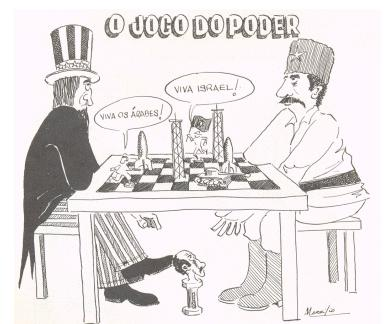 O JOGO DO PODER
VIVA ISRAEL!
VIVA OS ÁRABES!